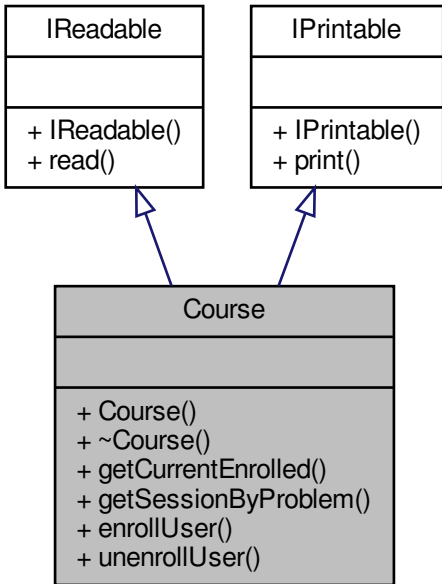 IReadable
+ IReadable()
+ read()
IPrintable
+ IPrintable()
+ print()
Course
+ Course()
+ ~Course()
+ getCurrentEnrolled()
+ getSessionByProblem()
+ enrollUser()
+ unenrollUser()